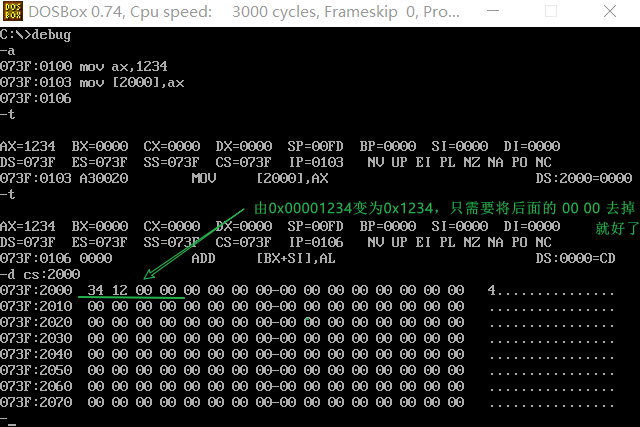 DOS BOX DOSBox 0.74, Cpu speed: 3000 cycles, Frameskip 0, Pro...
C:\>debug
-a
073F:0100 mov ax,1234
073F:0103 mov [2000],ax
073F:0106
-t
AX=1234 BX=0000 CX=0000 DX=0000 SP=00FD BP=0000 SI=0000 DI=0000
DS=073F ES=073F SS=073F CS=073F IP=0103 NV UP EI PL NZ NA PO NC
073F:0103 A30020 MOV [2000],AX DS:2000=0000
-t
由0x00001234变为0x1234，只需要将后面的 00 00 去掉
就好了
AX=1234 BX=0000 CX=0000 DX=0000 SP=00FD BP=0000 SI=0000 DI=0000
DS=073F ES=073F SS=073F CS=073F IP=0106 NV UP EI PL NZ NA PO NC
073F:0106 0000 ADD [BX+SI],AL DS:0000=CD
-d cs:2000
073F:2000 34 12 00 00 00 00 00 00-00 00 00 00 00 00 00 00 4...............
073F:2010 00 00 00 00 00 00 00 00-00 00 00 00 00 00 00 00 ................
073F:2020 00 00 00 00 00 00 00 00-00 00 00 00 00 00 00 00 ................
073F:2030 00 00 00 00 00 00 00 00-00 00 00 00 00 00 00 00 ................
073F:2040 00 00 00 00 00 00 00 00-00 00 00 00 00 00 00 00 ................
073F:2050 00 00 00 00 00 00 00 00-00 00 00 00 00 00 00 00 ................
073F:2060 00 00 00 00 00 00 00 00-00 00 00 00 00 00 00 00 ................
073F:2070 00 00 00 00 00 00 00 00-00 00 00 00 00 00 00 00 ................
-